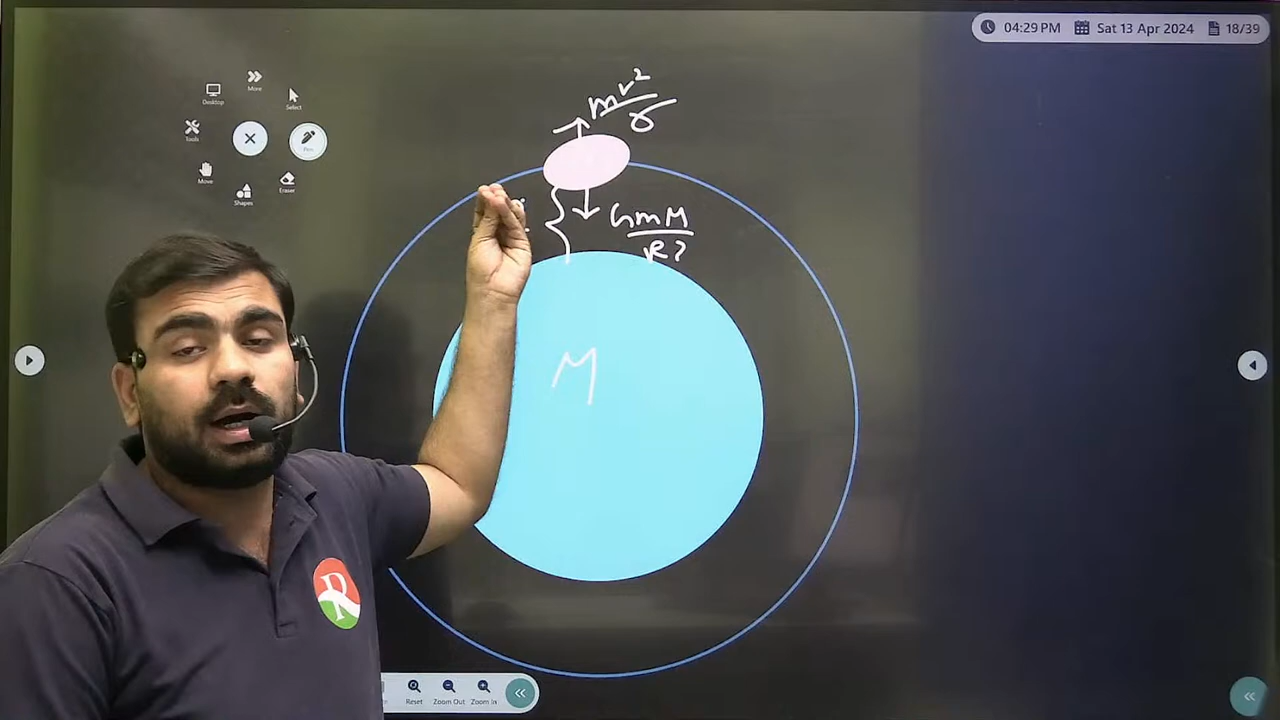 04:29 PM Sat 13 Apr 2024 18/39
More
Desktop
Select
Tools
Pen
Move
Eraser
Shapes
mv²/r
GmM/R²
M
R
Reset Zoom Out Zoom In